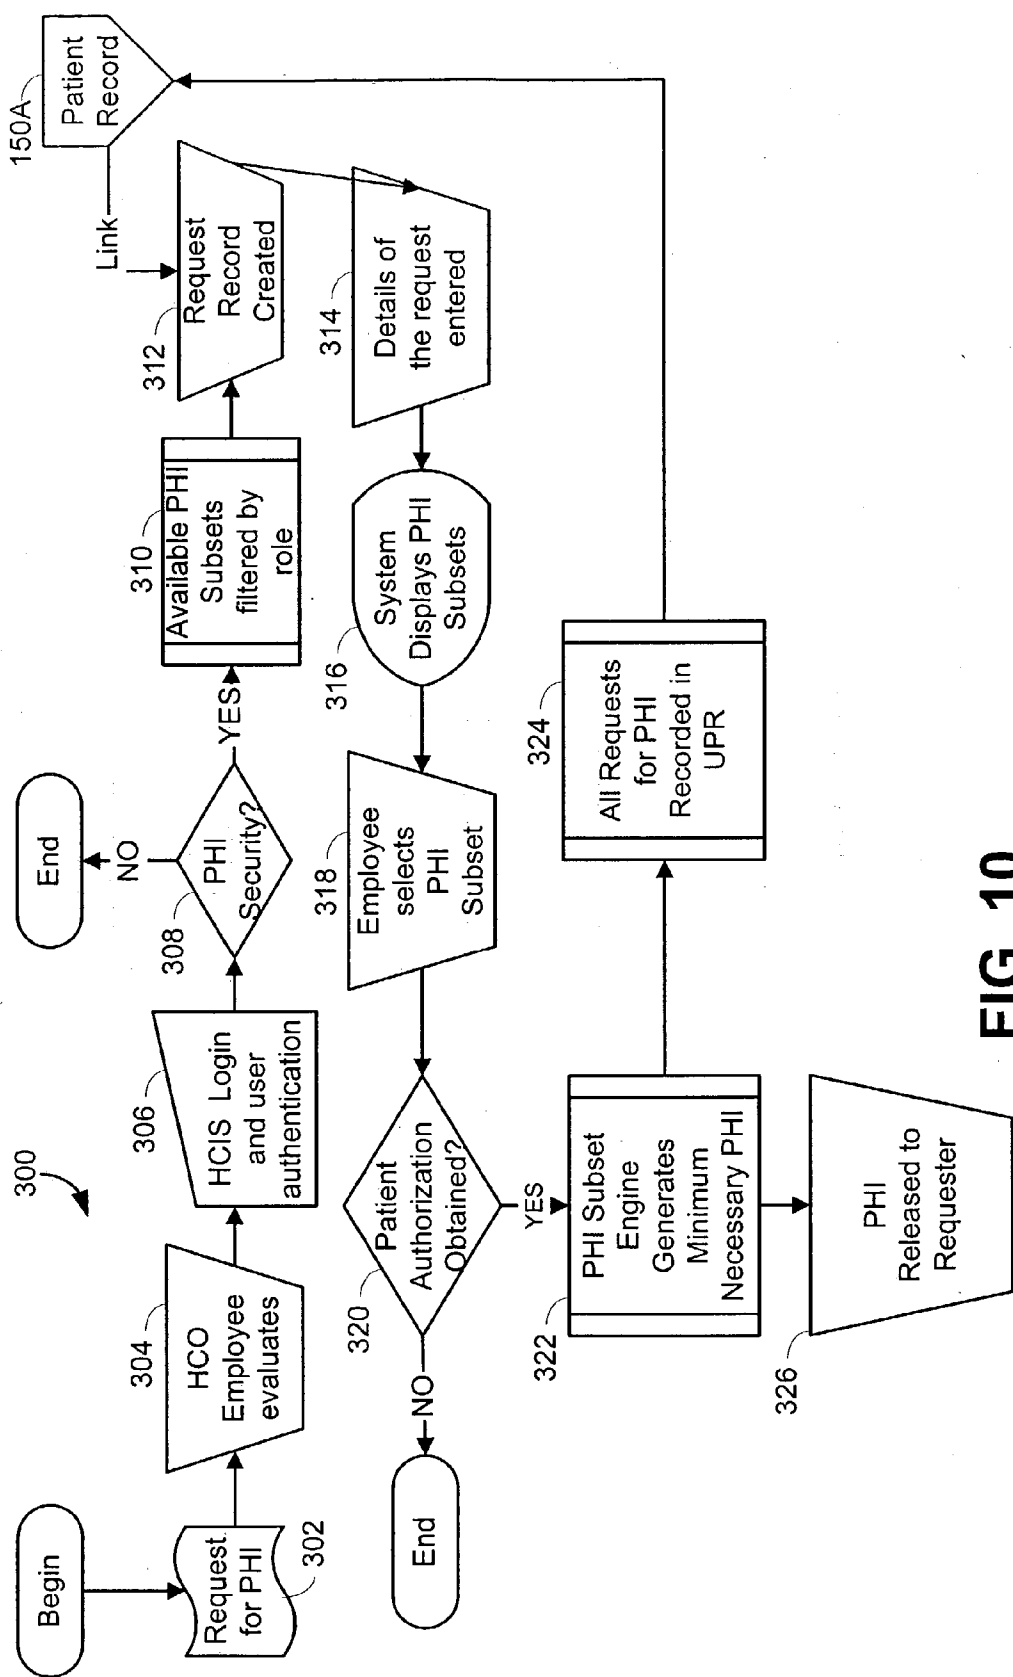 300
Begin
Request
for PHI
302
304
HCO
Employee
evaluates
306
HCIS Login
and user
authentication
308
PHI
Security?
NO
End
YES
310
Available PHI
Subsets
filtered by
role
312
Request
Record
Created
Link
150A
Patient
Record
314
Details of
the request
entered
316
System
Displays PHI
Subsets
318
Employee
selects
PHI
Subset
320
Patient
Authorization
Obtained?
NO
End
YES
322
PHI Subset
Engine
Generates
Minimum
Necessary PHI
324
All Requests
for PHI
Recorded in
UPR
326
PHI
Released to
Requester
FIG 10